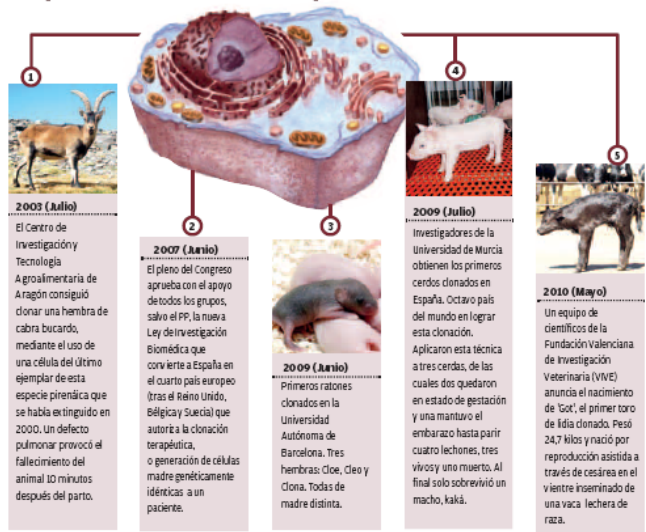 1
2003 (Julio)
El Centro de
Investigación y
Tecnología
Agroalimentaria de
Aragón consiguió
clonar una hembra de
cabra bucardo,
mediante el uso de
una célula del último
ejemplar de esta
especie pirenáica que
se había extinguido en
2000. Un defecto
pulmonar provocó el
fallecimiento del
animal 10 minutos
después del parto.
2
2007 (Junio)
El pleno del Congreso
aprueba con el apoyo
de todos los grupos,
salvo el PP, la nueva
Ley de Investigación
Biomédica que
convierte a España en
el cuarto país europeo
(tras el Reino Unido,
Bélgica y Suecia) que
autoriza la clonación
terapéutica,
o generación de células
madre genéticamente
idénticas a un
paciente.
3
2009 (Junio)
Primeros ratones
clonados en la
Universidad
Autónoma de
Barcelona. Tres
hembras: Cloe, Cleo y
Clona. Todas de
madre distinta.
4
2009 (Julio)
Investigadores de la
Universidad de Murcia
obtienen los primeros
cerdos clonados en
España. Octavo país
del mundo en lograr
esta clonación.
Aplicaron esta técnica
a tres cerdas, de las
cuales dos quedaron
en estado de gestación
y una mantuvo el
embarazo hasta parir
cuatro lechones, tres
vivos y uno muerto. Al
final solo sobrevivió un
macho, kaká.
5
2010 (Mayo)
Un equipo de
científicos de la
Fundación Valenciana
de Investigación
Veterinaria (VIVE)
anuncia el nacimiento
de 'Got', el primer toro
de lidia clonado. Pesó
24,7 kilos y nació por
reproducción asistida a
través de cesárea en el
vientre inseminado de
una vaca lechera de
raza.